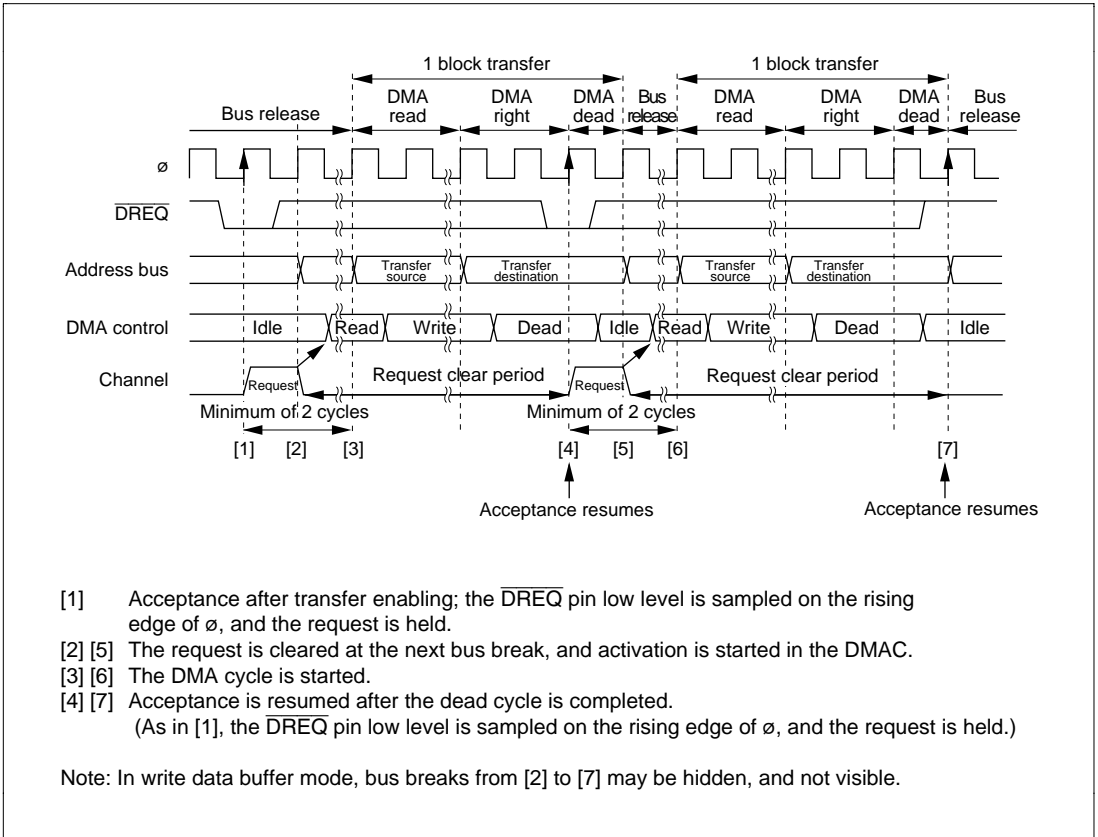 1 block transfer 1 block transfer
Bus release DMA read DMA right DMA dead Bus release DMA read DMA right DMA dead Bus release
ø
DREQ
Address bus Transfer source Transfer destination Transfer source Transfer destination
DMA control Idle Read Write Dead Idle Read Write Dead Idle
Channel Request Request clear period Request Request clear period
Minimum of 2 cycles Minimum of 2 cycles
[1] [2] [3] [4] [5] [6] [7]
Acceptance resumes Acceptance resumes
[1] Acceptance after transfer enabling; the DREQ pin low level is sampled on the rising
edge of ø, and the request is held.
[2] [5] The request is cleared at the next bus break, and activation is started in the DMAC.
[3] [6] The DMA cycle is started.
[4] [7] Acceptance is resumed after the dead cycle is completed.
(As in [1], the DREQ pin low level is sampled on the rising edge of ø, and the request is held.)
Note: In write data buffer mode, bus breaks from [2] to [7] may be hidden, and not visible.